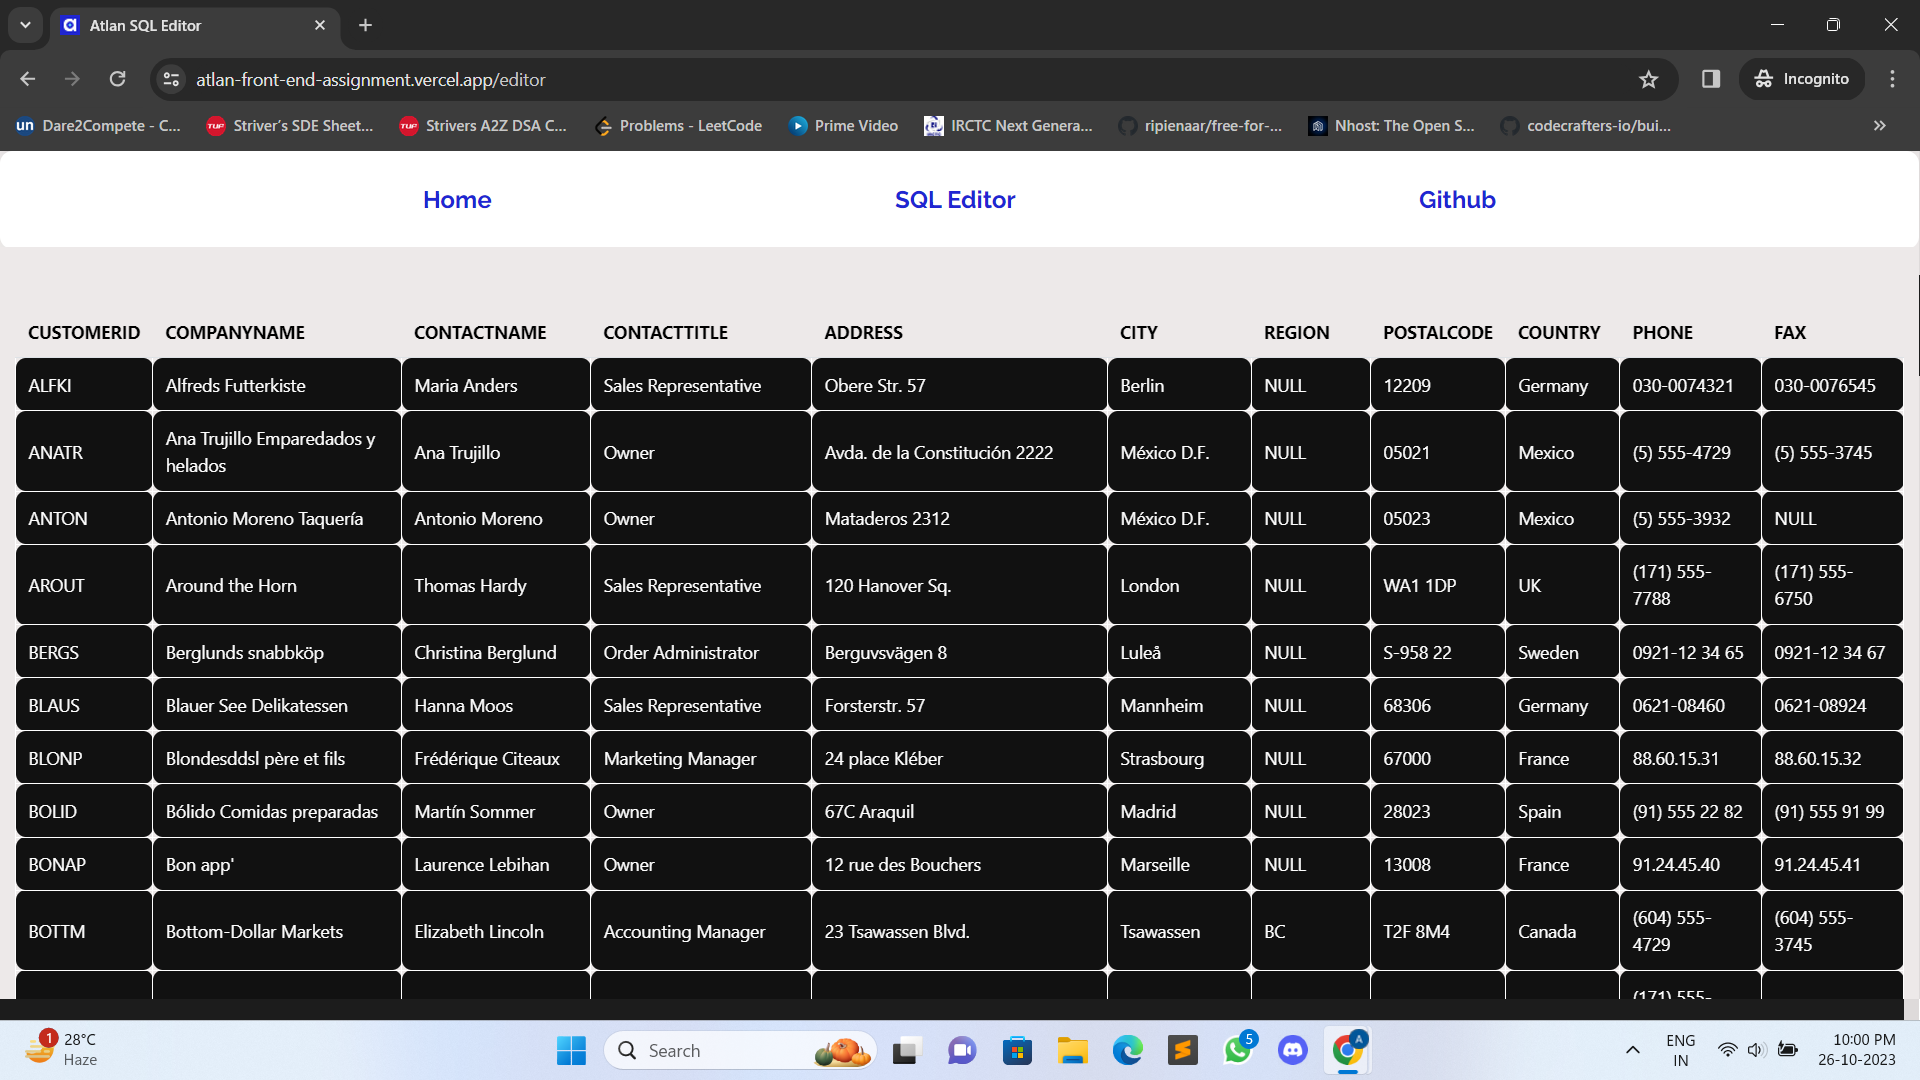 Atlan SQL Editor
atlan-front-end-assignment.vercel.app/editor
Incognito
un Dare2Compete - C... TUF Striver's SDE Sheet... TUF Strivers A2Z DSA C... Problems - LeetCode Prime Video IRCTC Next Genera... ripienaar/free-for-... Nhost: The Open S... codecrafters-io/bui... »
Home SQL Editor Github
CUSTOMERID COMPANYNAME CONTACTNAME CONTACTTITLE ADDRESS CITY REGION POSTALCODE COUNTRY PHONE FAX
ALFKI Alfreds Futterkiste Maria Anders Sales Representative Obere Str. 57 Berlin NULL 12209 Germany 030-0074321 030-0076545
ANATR Ana Trujillo Emparedados y
helados Ana Trujillo Owner Avda. de la Constitución 2222 México D.F. NULL 05021 Mexico (5) 555-4729 (5) 555-3745
ANTON Antonio Moreno Taquería Antonio Moreno Owner Mataderos 2312 México D.F. NULL 05023 Mexico (5) 555-3932 NULL
AROUT Around the Horn Thomas Hardy Sales Representative 120 Hanover Sq. London NULL WA1 1DP UK (171) 555-
7788 (171) 555-
6750
BERGS Berglunds snabbköp Christina Berglund Order Administrator Berguvsvägen 8 Luleå NULL S-958 22 Sweden 0921-12 34 65 0921-12 34 67
BLAUS Blauer See Delikatessen Hanna Moos Sales Representative Forsterstr. 57 Mannheim NULL 68306 Germany 0621-08460 0621-08924
BLONP Blondesddsl père et fils Frédérique Citeaux Marketing Manager 24 place Kléber Strasbourg NULL 67000 France 88.60.15.31 88.60.15.32
BOLID Bólido Comidas preparadas Martín Sommer Owner 67C Araquil Madrid NULL 28023 Spain (91) 555 22 82 (91) 555 91 99
BONAP Bon app' Laurence Lebihan Owner 12 rue des Bouchers Marseille NULL 13008 France 91.24.45.40 91.24.45.41
BOTTM Bottom-Dollar Markets Elizabeth Lincoln Accounting Manager 23 Tsawassen Blvd. Tsawassen BC T2F 8M4 Canada (604) 555-
4729 (604) 555-
3745
(171) 555-
1 28°C
Haze
Search
5
A
ENG
IN
10:00 PM
26-10-2023